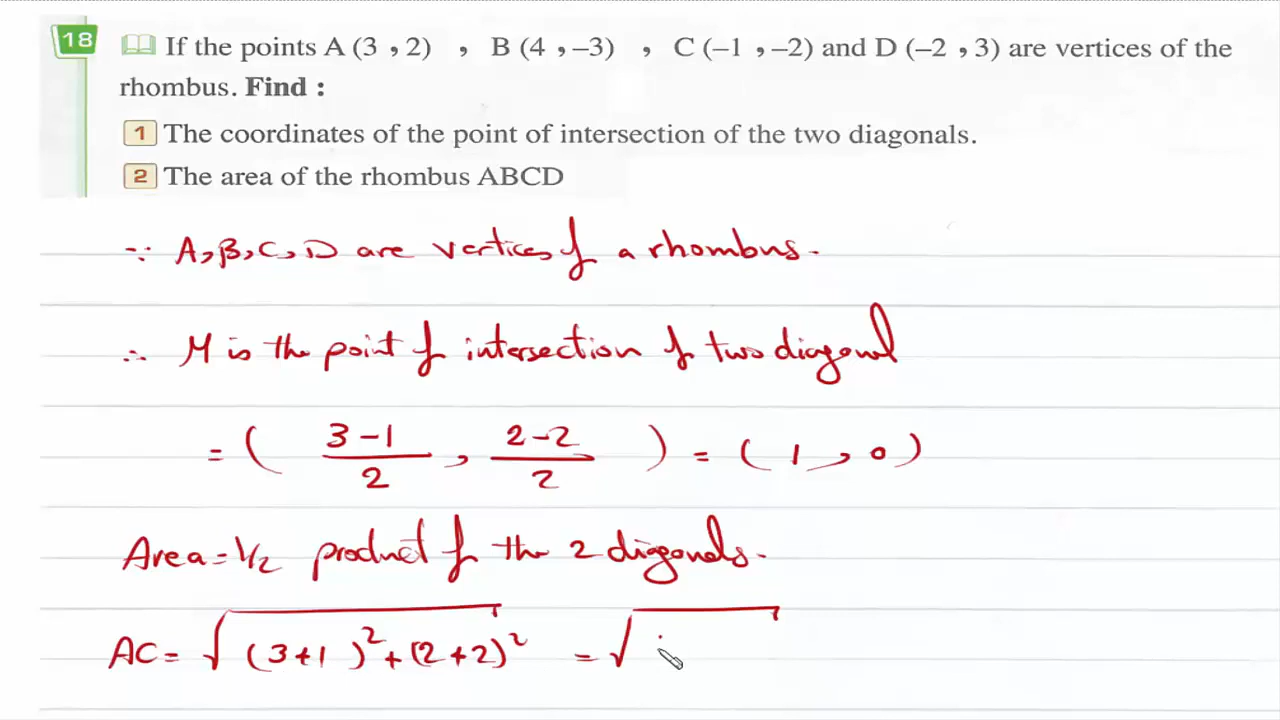 18 If the points A (3 , 2) , B (4 , –3) , C (–1 , –2) and D (–2 , 3) are vertices of the
rhombus. Find :
1 The coordinates of the point of intersection of the two diagonals.
2 The area of the rhombus ABCD
∵ A, B, C, D are vertices of a rhombus.
∴ M is the point of intersection of two diagonal
= ( (3-1)/2 , (2-2)/2 ) = ( 1 , 0 )
Area = 1/2 product of the 2 diagonals.
AC = √((3+1)² + (2+2)²) = √